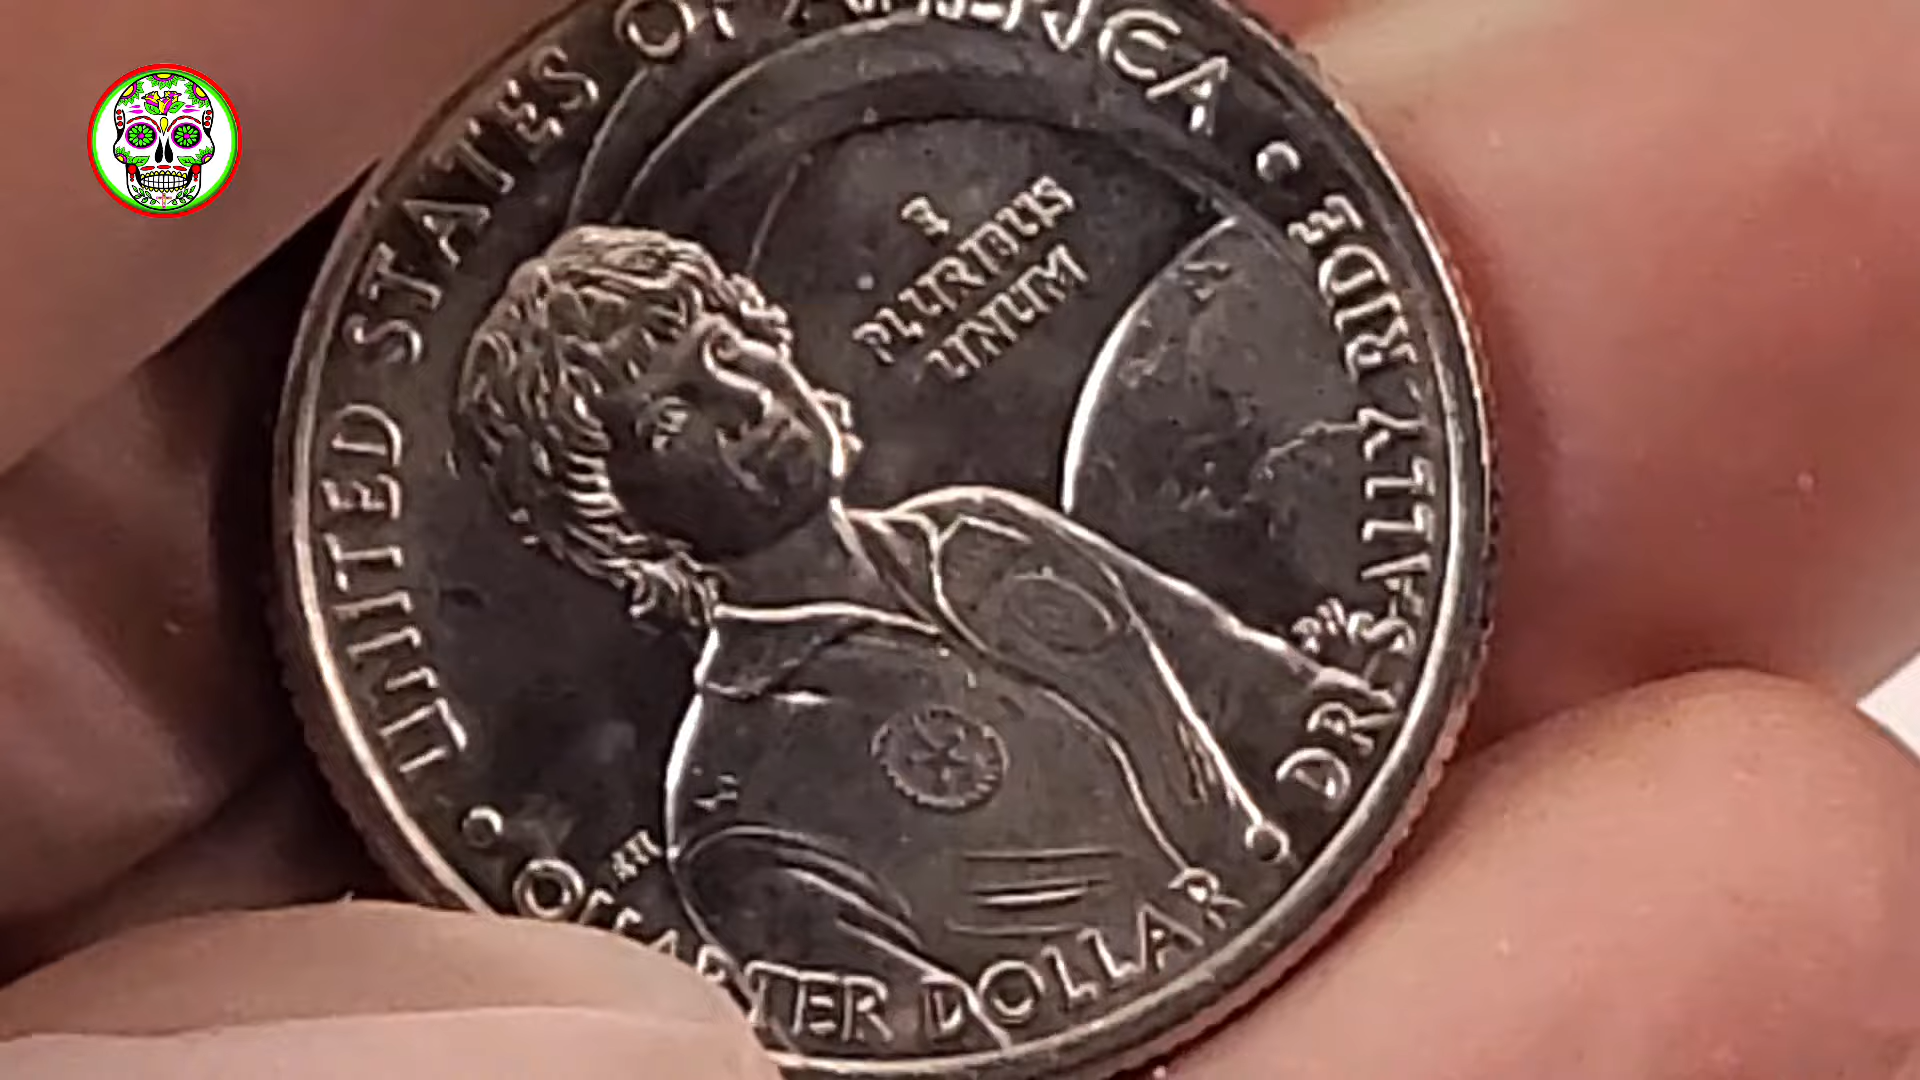 UNITED STATES OF AMERICA
E
PLURIBUS
UNUM
DR. SALLY RIDE
QUARTER DOLLAR